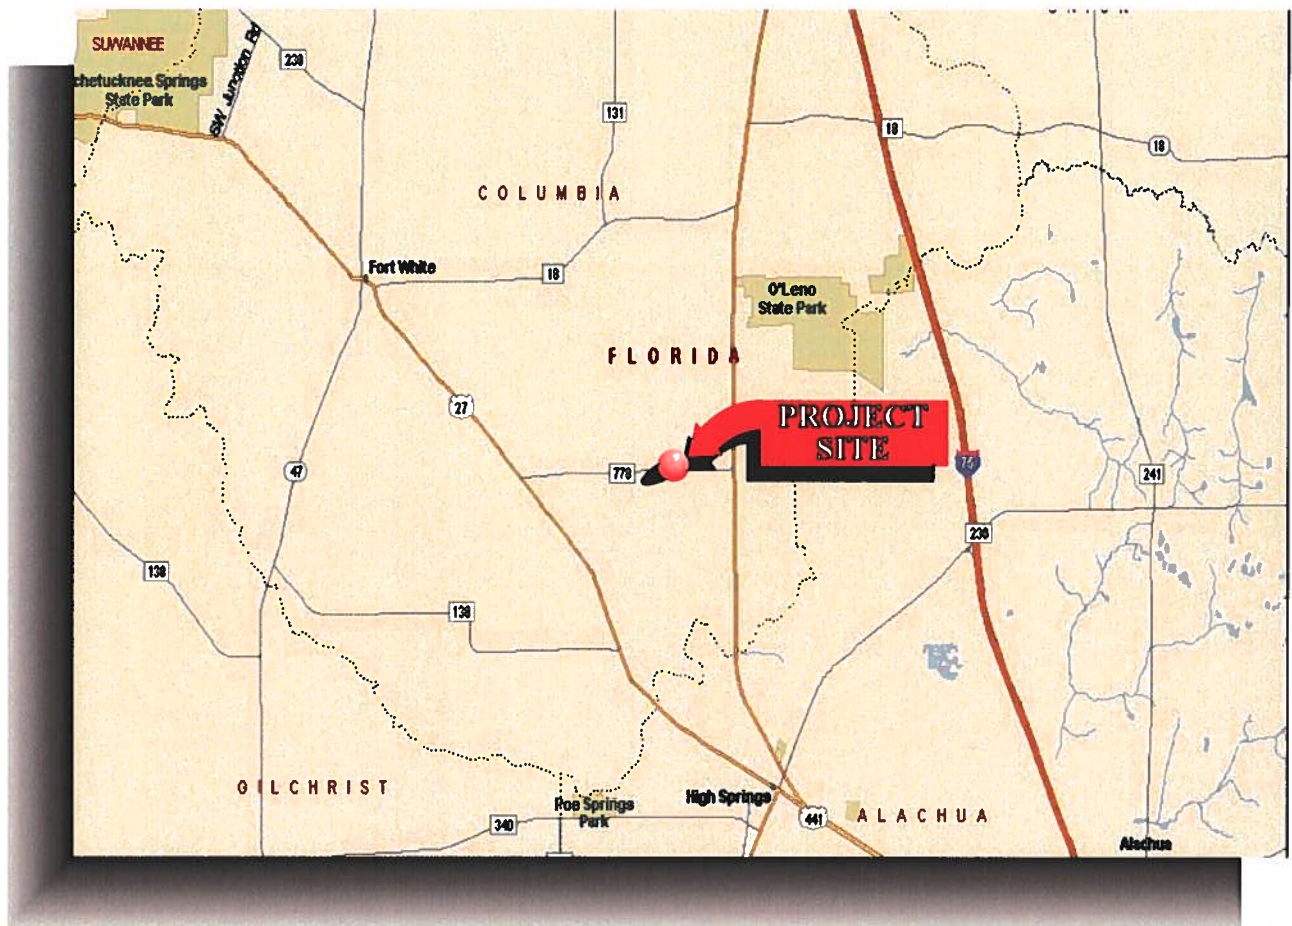 SUWANNEE
chetucknee Springs
State Park
SW Junction Rd
238
131
18
18
COLUMBIA
Fort White
18
O'Leno
State Park
FLORIDA
27
PROJECT
SITE
47
778
75
241
236
138
138
GILCHRIST
Poe Springs
Park
High Springs
340
441
ALACHUA
Alachua